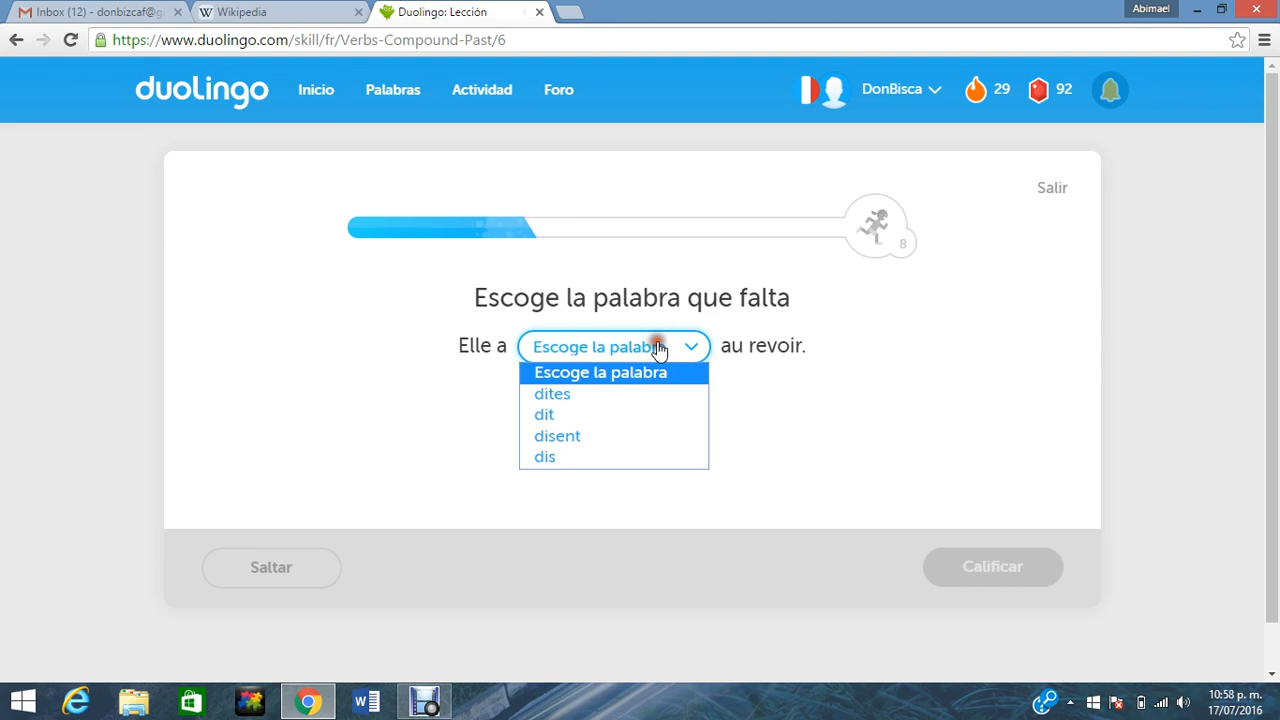 Inbox (12) - donbizcaf@g
Wikipedia
Duolingo: Lección
Abimael
https://www.duolingo.com/skill/fr/Verbs-Compound-Past/6
duolingo
Inicio
Palabras
Actividad
Foro
DonBisca
29
92
Salir
8
Escoge la palabra que falta
Elle a Escoge la palabra au revoir.
Escoge la palabra
dites
dit
disent
dis
Saltar
Calificar
10:58 p. m.
17/07/2016